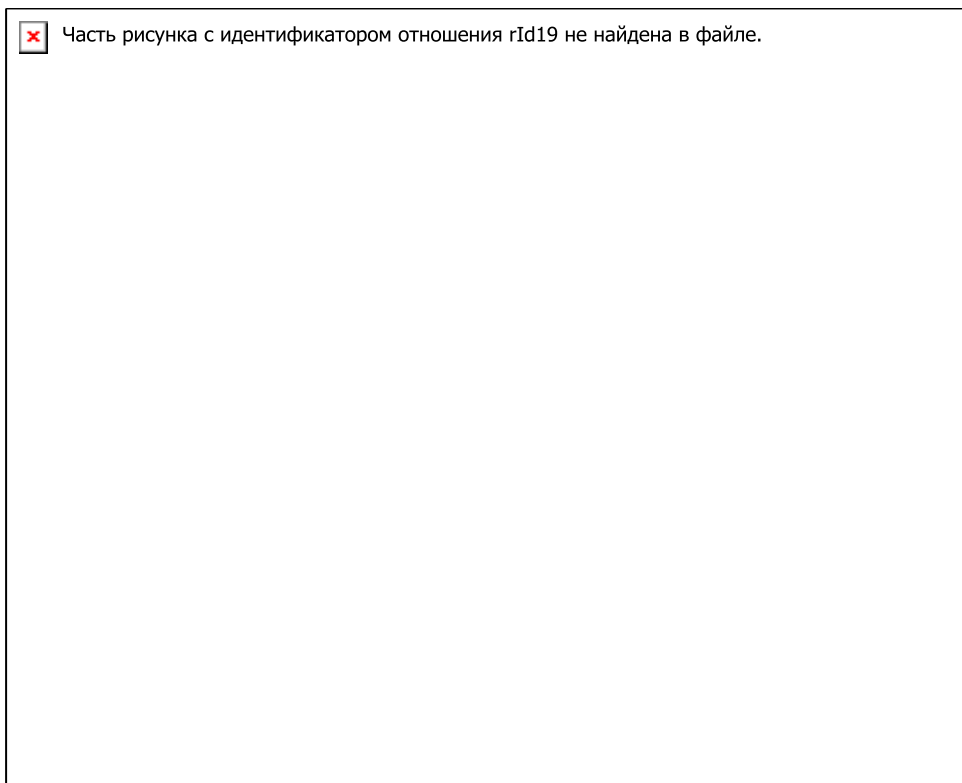 Часть рисунка с идентификатором отношения rId19 не найдена в файле.